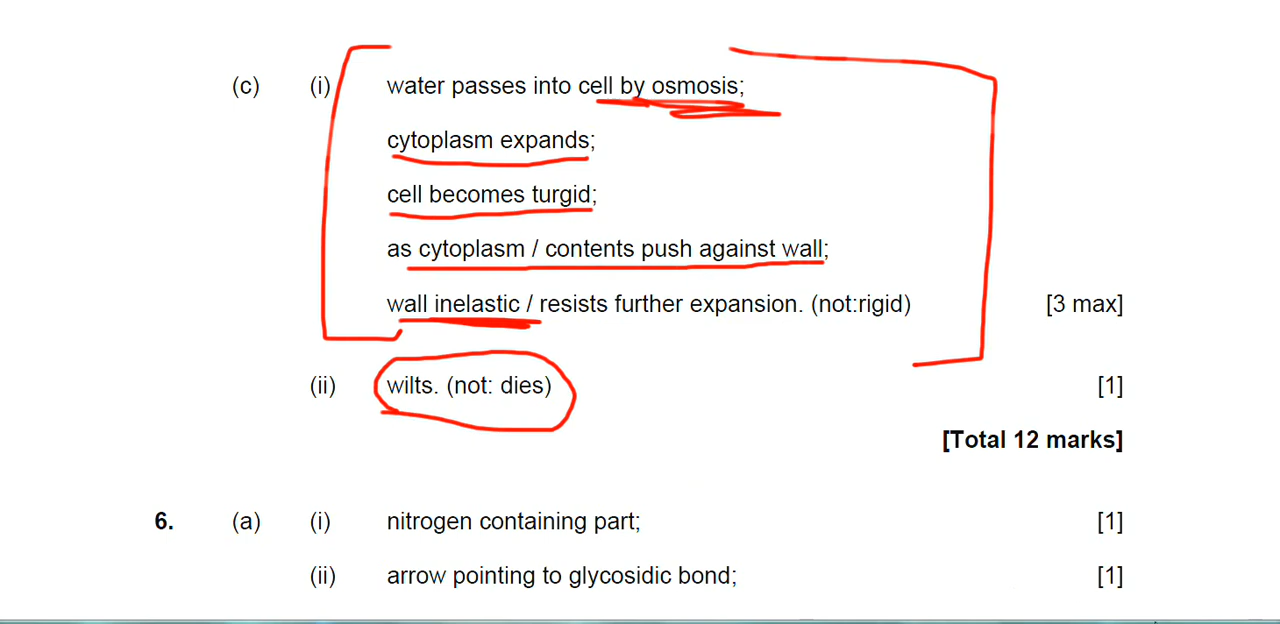 (c) (i) water passes into cell by osmosis;
cytoplasm expands;
cell becomes turgid;
as cytoplasm / contents push against wall;
wall inelastic / resists further expansion. (not:rigid) [3 max]
(ii) wilts. (not: dies) [1]
[Total 12 marks]
6. (a) (i) nitrogen containing part; [1]
(ii) arrow pointing to glycosidic bond; [1]